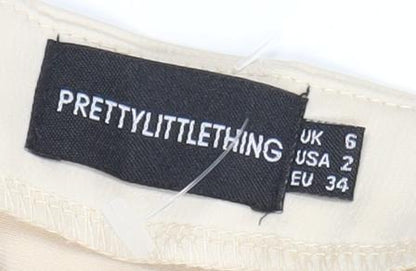 PRETTYLITTLETHING
UK 6
USA 2
EU 34